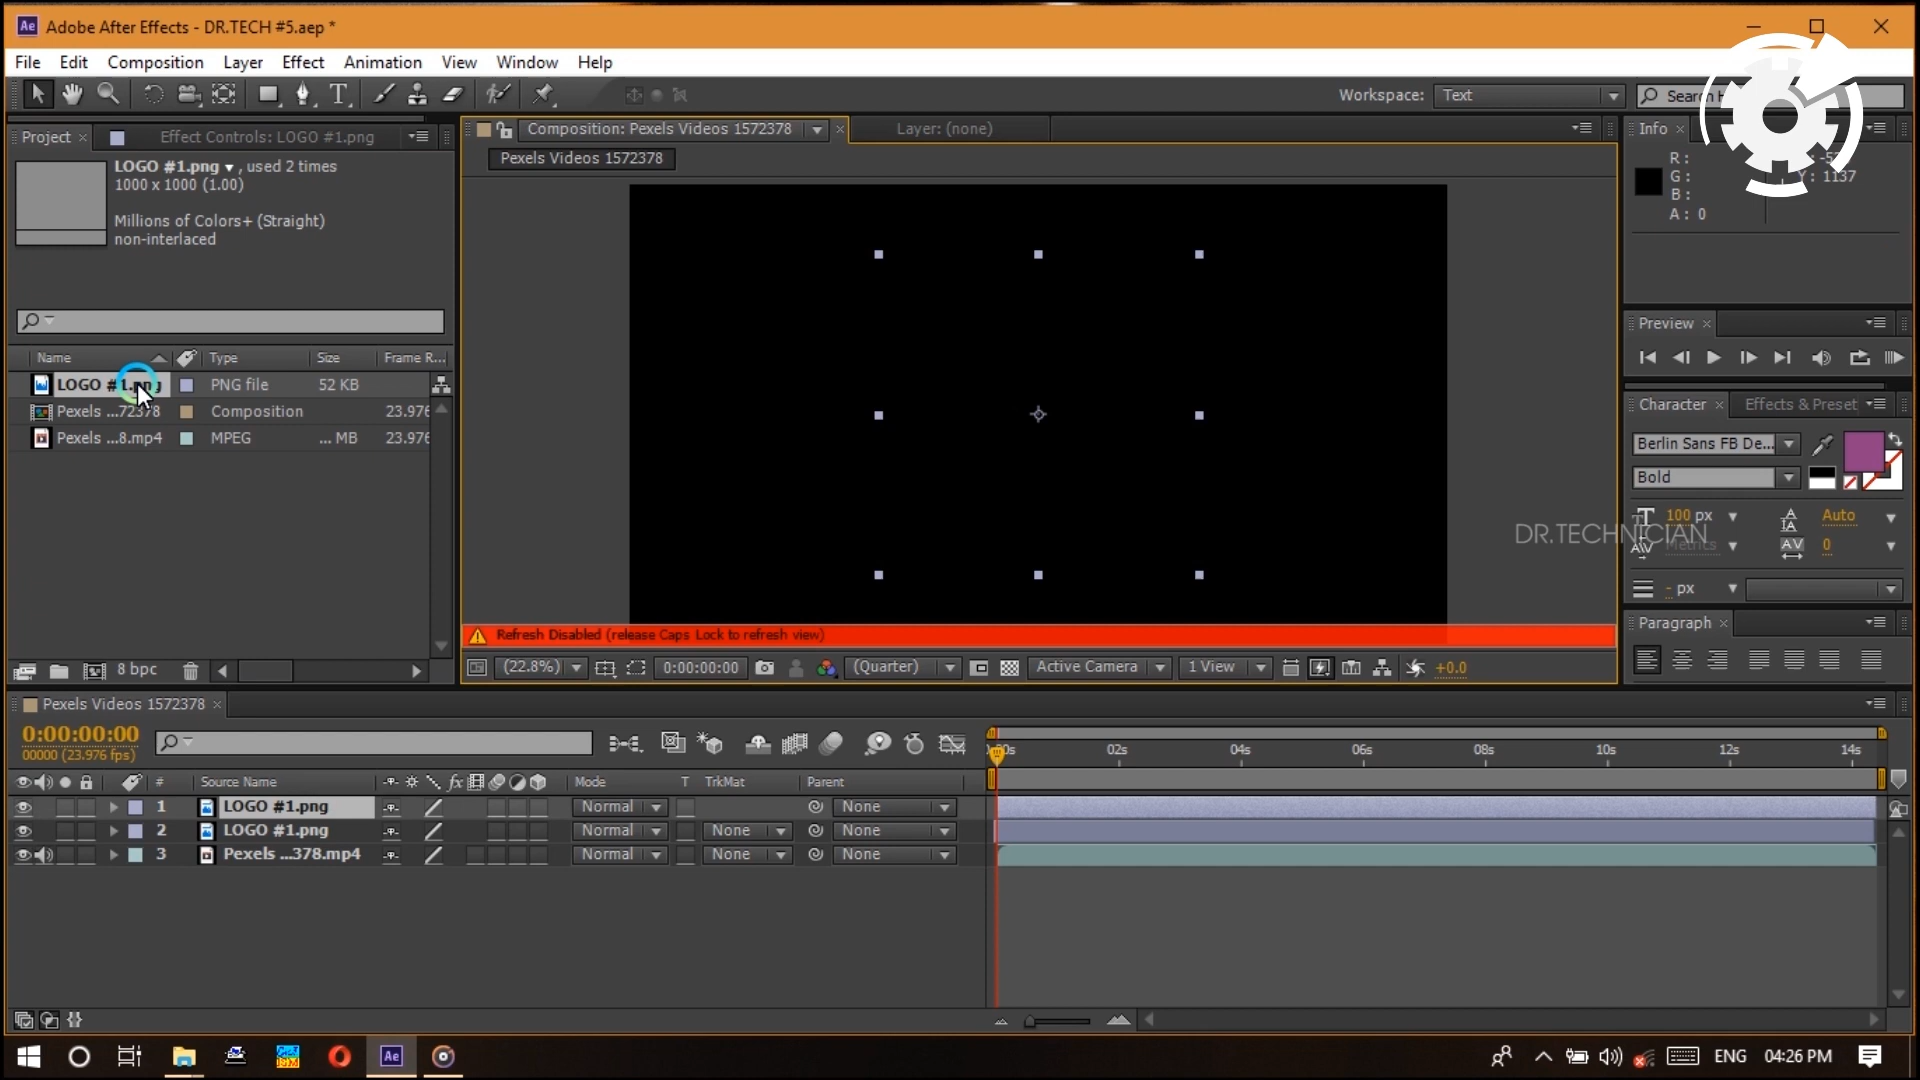 Adobe After Effects - DR.TECH #5.aep *
File Edit Composition Layer Effect Animation View Window Help
Workspace: Text
Project
Effect Controls: LOGO #1.png
LOGO #1.png , used 2 times
1000 x 1000 (1.00)
Millions of Colors+ (Straight)
non-interlaced
Name Type Size Frame R...
LOGO #1.png PNG file 52 KB
Pexels ...72378 Composition 23.976
Pexels ...8.mp4 MPEG ... MB 23.976
8 bpc
Composition: Pexels Videos 1572378
Layer: (none)
Pexels Videos 1572378
Refresh Disabled (release Caps Lock to refresh view)
(22.8%) 0:00:00:00 (Quarter) Active Camera 1 View +0.0
Info
R:
G:
B:
A: 0
Y: 1137
Preview
Character Effects & Preset
Berlin Sans FB De...
Bold
100 px Auto
DR.TECHNICIAN
Metrics 0
- px
Paragraph
Pexels Videos 1572378
0:00:00:00
00000 (23.976 fps)
02s 04s 06s 08s 10s 12s 14s
# Source Name fx Mode T TrkMat Parent
1 LOGO #1.png Normal None
2 LOGO #1.png Normal None None
3 Pexels ...378.mp4 Normal None None
Ae ENG 04:26 PM